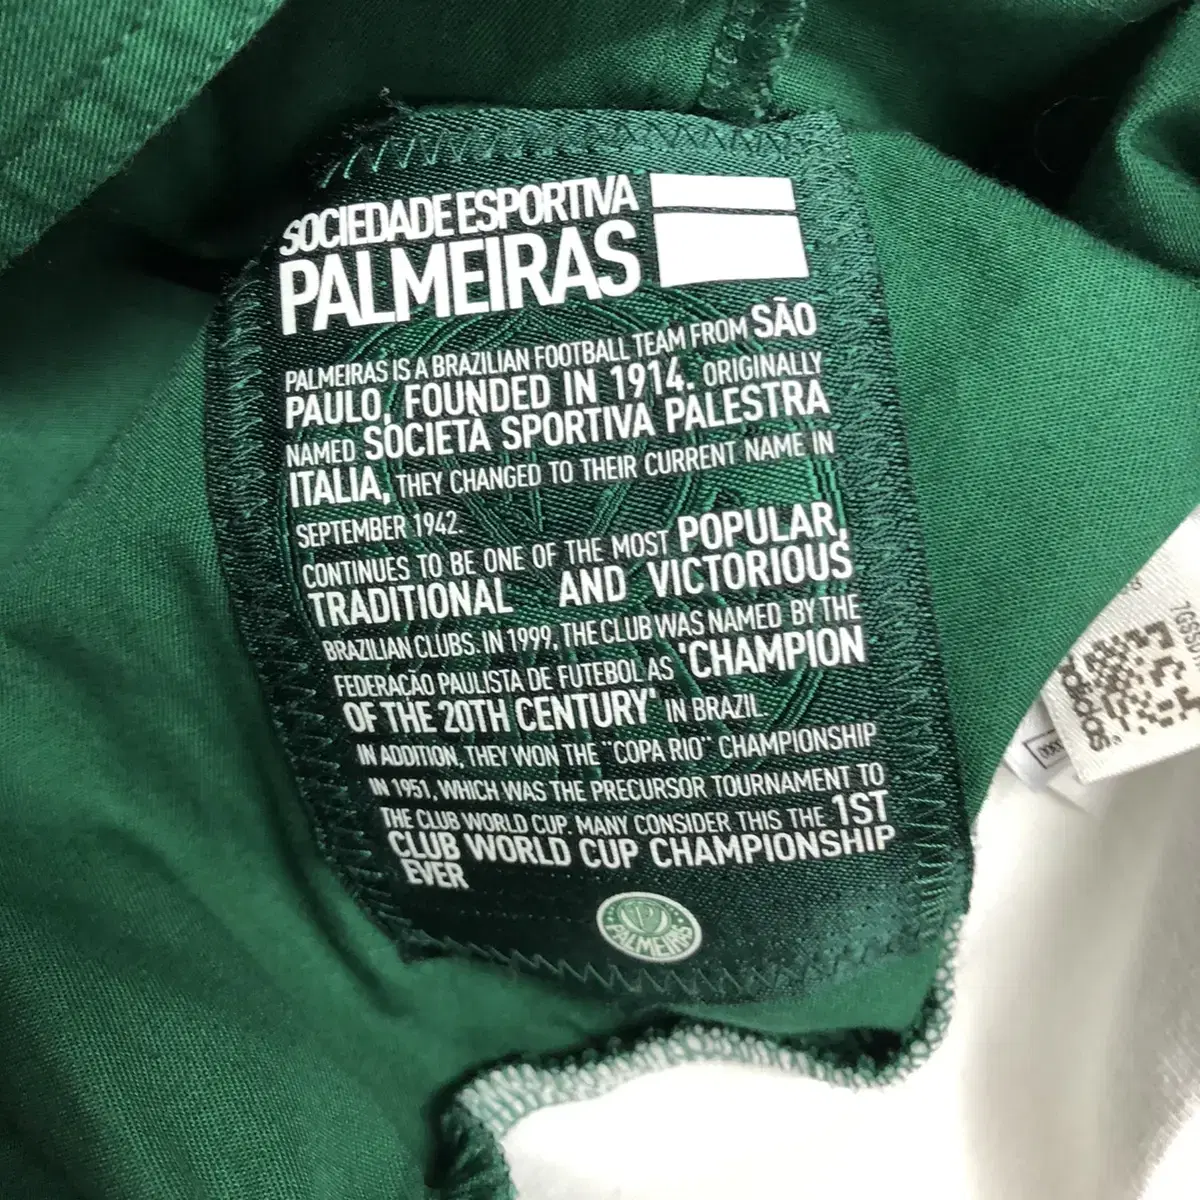 SOCIEDADE ESPORTIVA
PALMEIRAS
PALMEIRAS IS A BRAZILIAN FOOTBALL TEAM FROM SÃO
PAULO, FOUNDED IN 1914. ORIGINALLY
NAMED SOCIETÀ SPORTIVA PALESTRA
ITALIA, THEY CHANGED TO THEIR CURRENT NAME IN
SEPTEMBER 1942.
CONTINUES TO BE ONE OF THE MOST POPULAR,
TRADITIONAL AND VICTORIOUS
BRAZILIAN CLUBS. IN 1999, THE CLUB WAS NAMED BY THE
FEDERAÇÃO PAULISTA DE FUTEBOL AS 'CHAMPION
OF THE 20TH CENTURY' IN BRAZIL.
IN ADDITION, THEY WON THE "COPA RIO" CHAMPIONSHIP
IN 1951, WHICH WAS THE PRECURSOR TOURNAMENT TO
THE CLUB WORLD CUP. MANY CONSIDER THIS THE 1ST
CLUB WORLD CUP CHAMPIONSHIP
EVER
PALMEIRAS
adidas